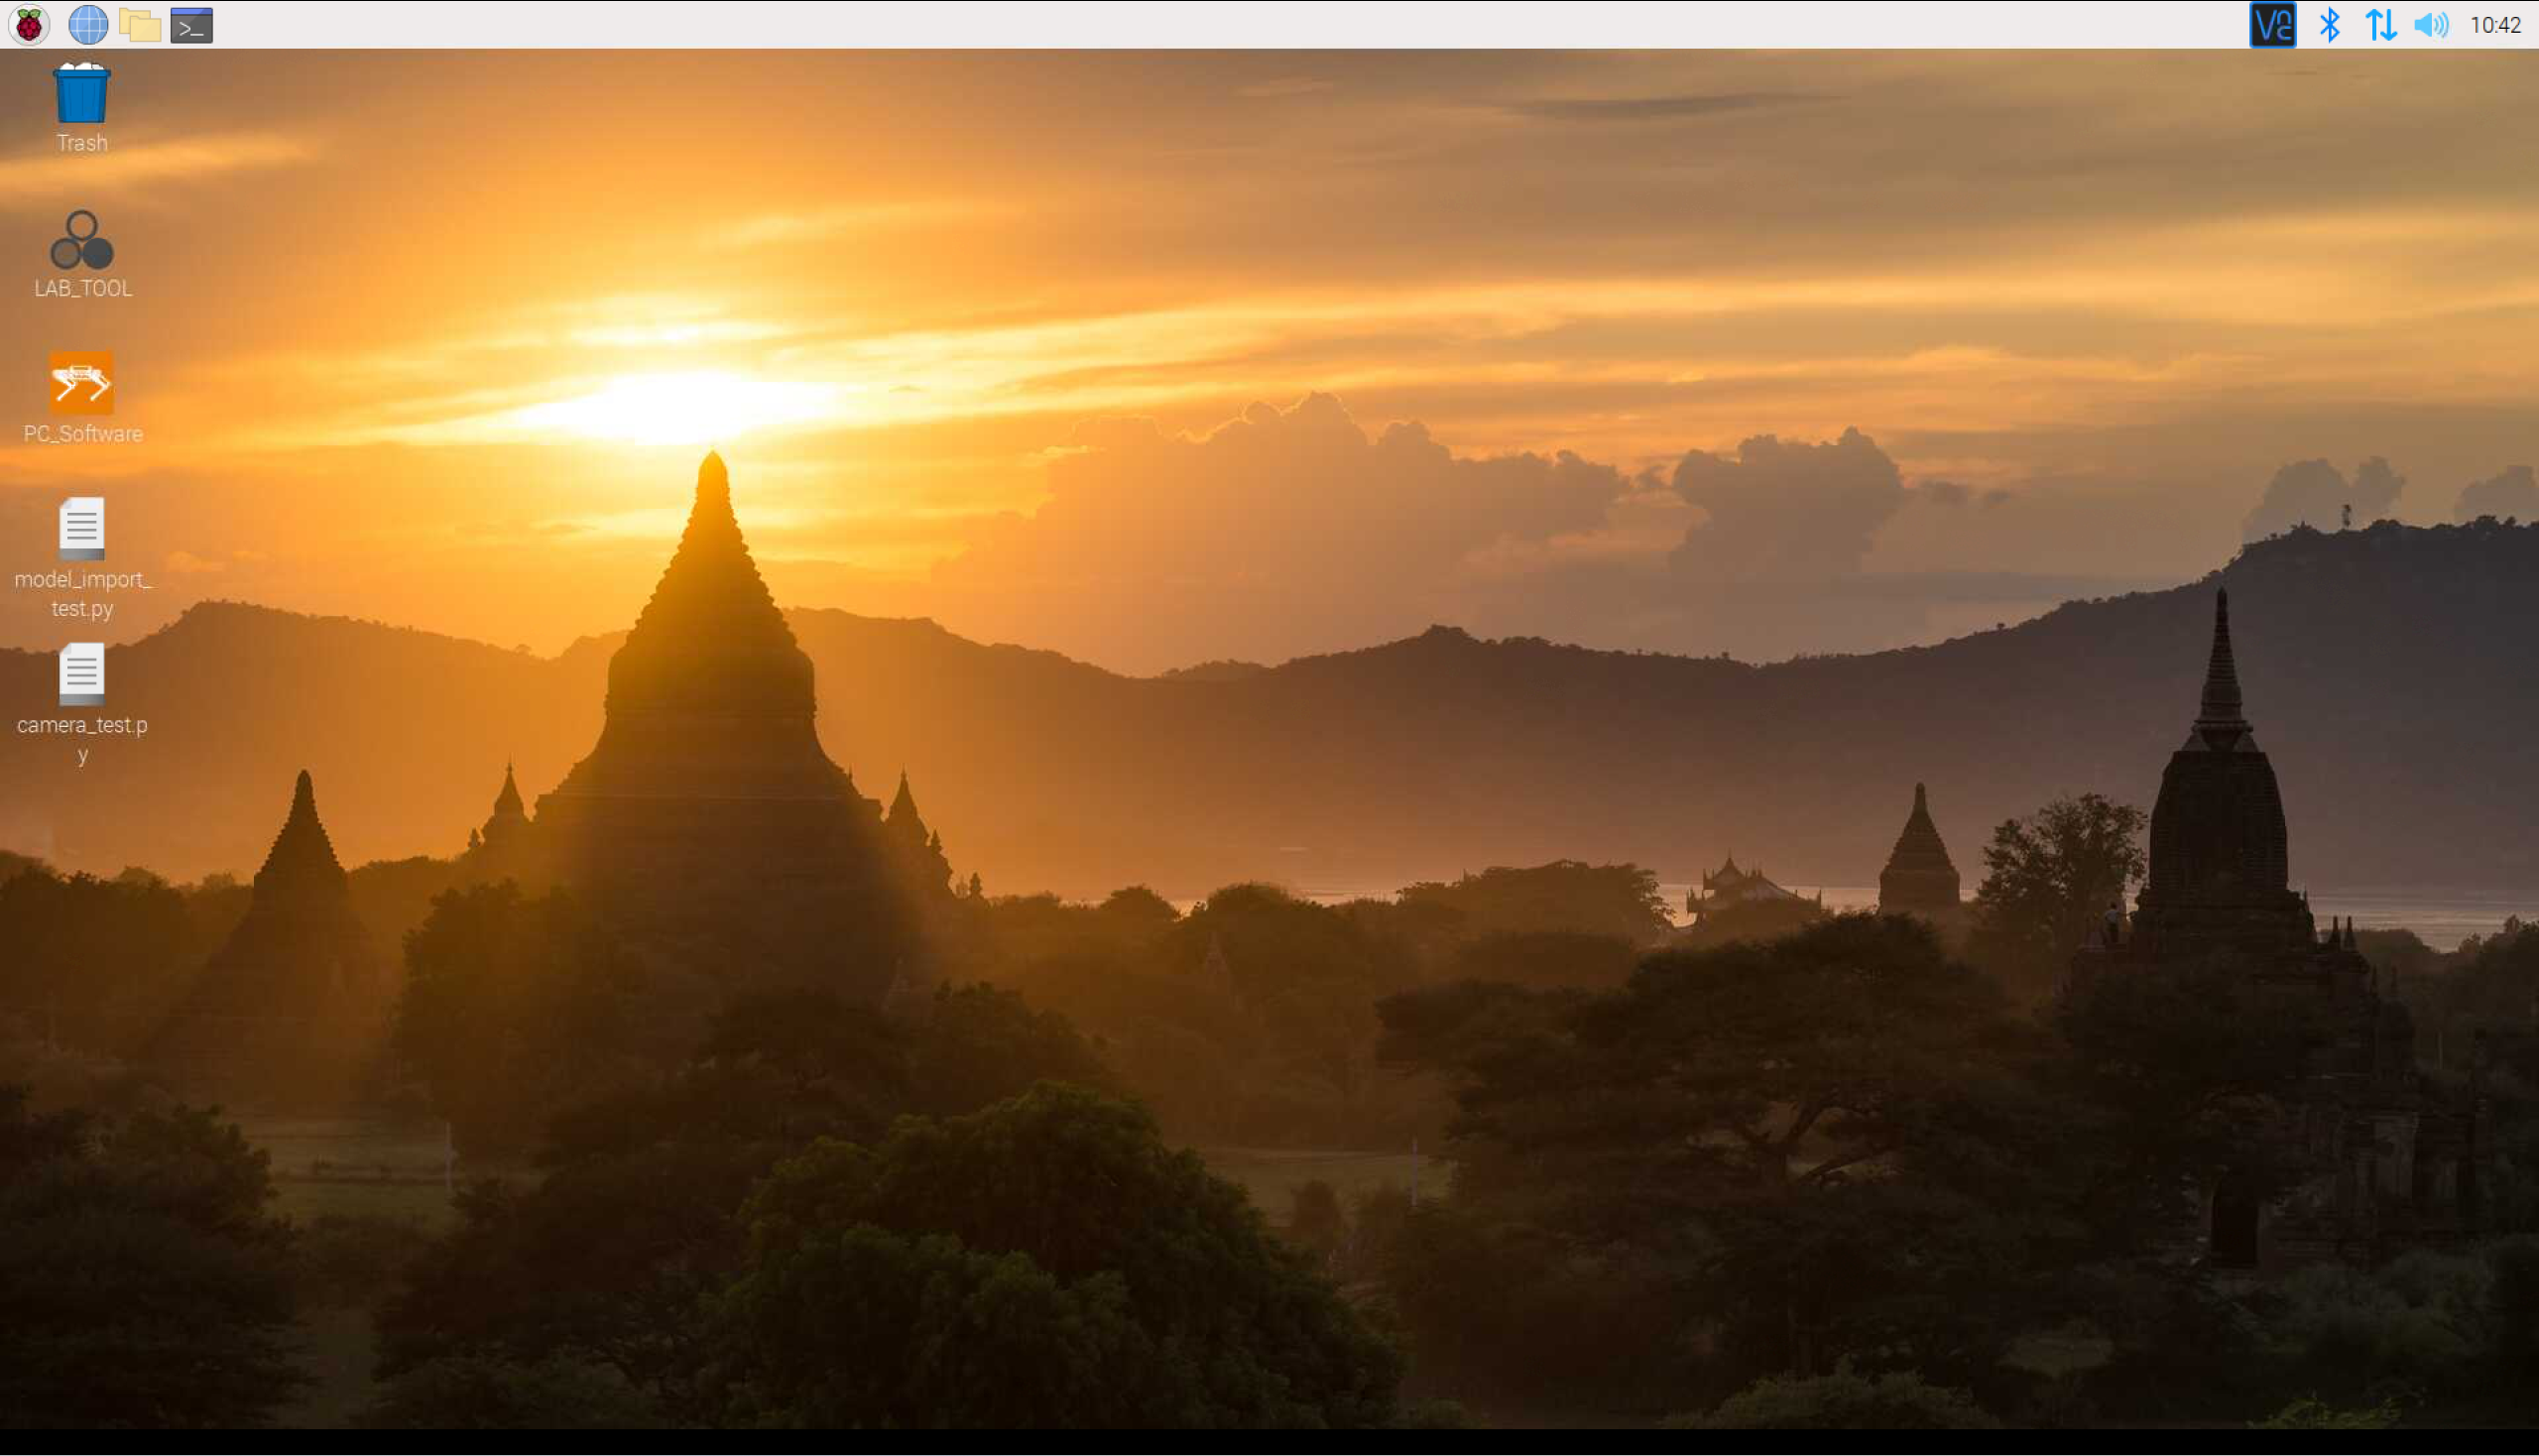 10:42
Trash
LAB_TOOL
PC_Software
model_import_
test.py
camera_test.p
y